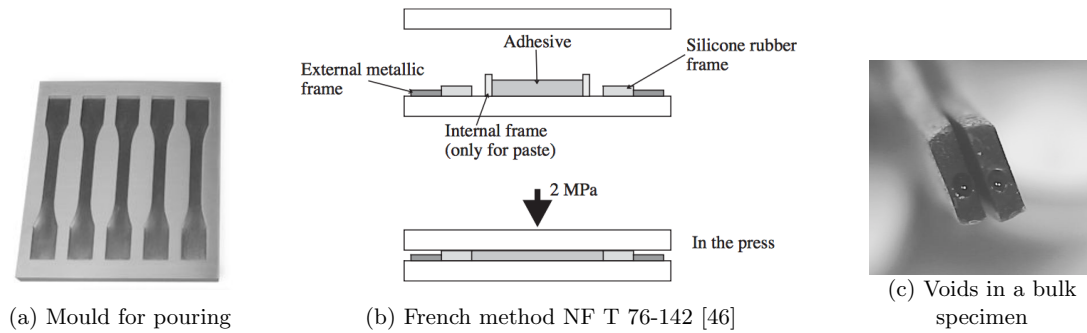 Adhesive
Silicone rubber
frame
External metallic
frame
Internal frame
(only for paste)
2 MPa
In the press
(a) Mould for pouring
(b) French method NF T 76-142 [46]
(c) Voids in a bulk
specimen